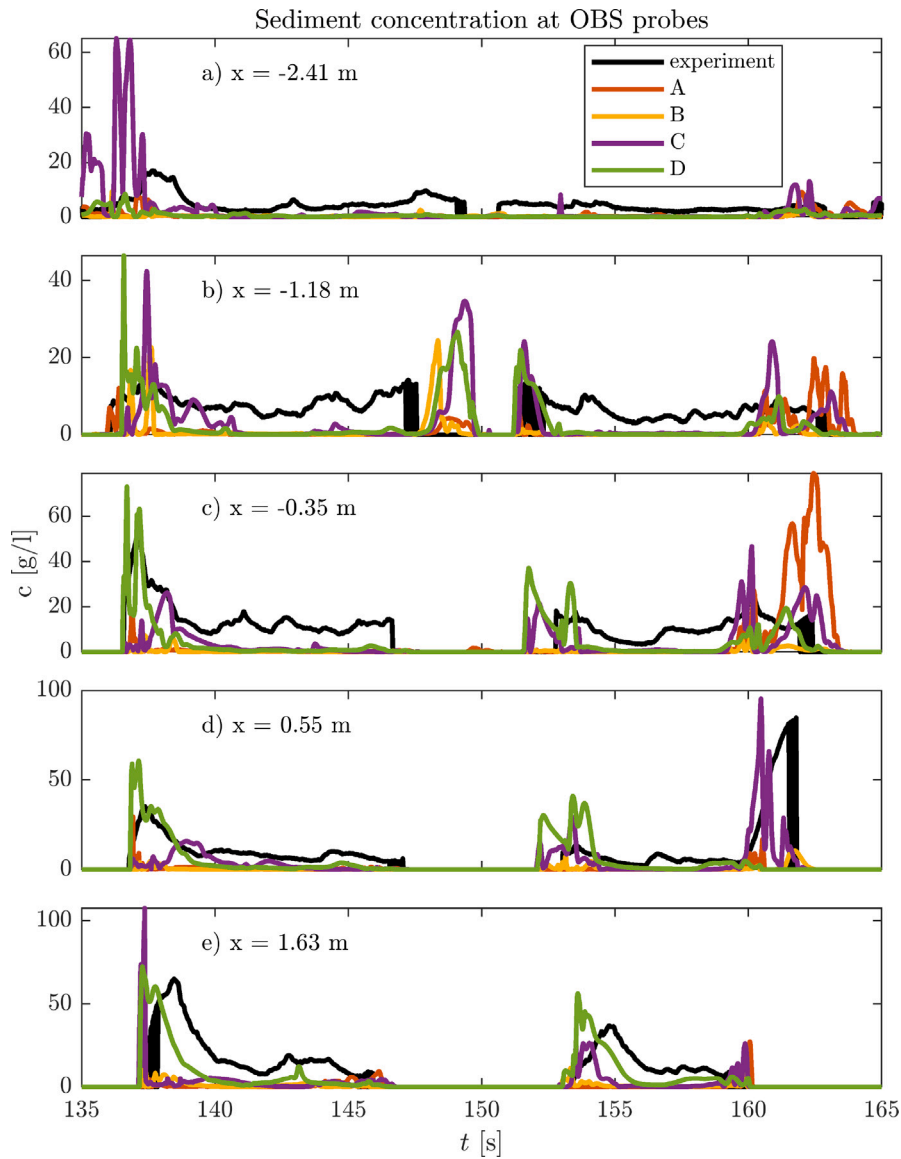 Sediment concentration at OBS probes
60
40
20
0
a) x = -2.41 m
experiment
A
B
C
D
40
20
0
b) x = -1.18 m
60
40
20
0
c) x = -0.35 m
c [g/l]
100
50
0
d) x = 0.55 m
100
50
0
e) x = 1.63 m
135 140 145 150 155 160 165
t [s]